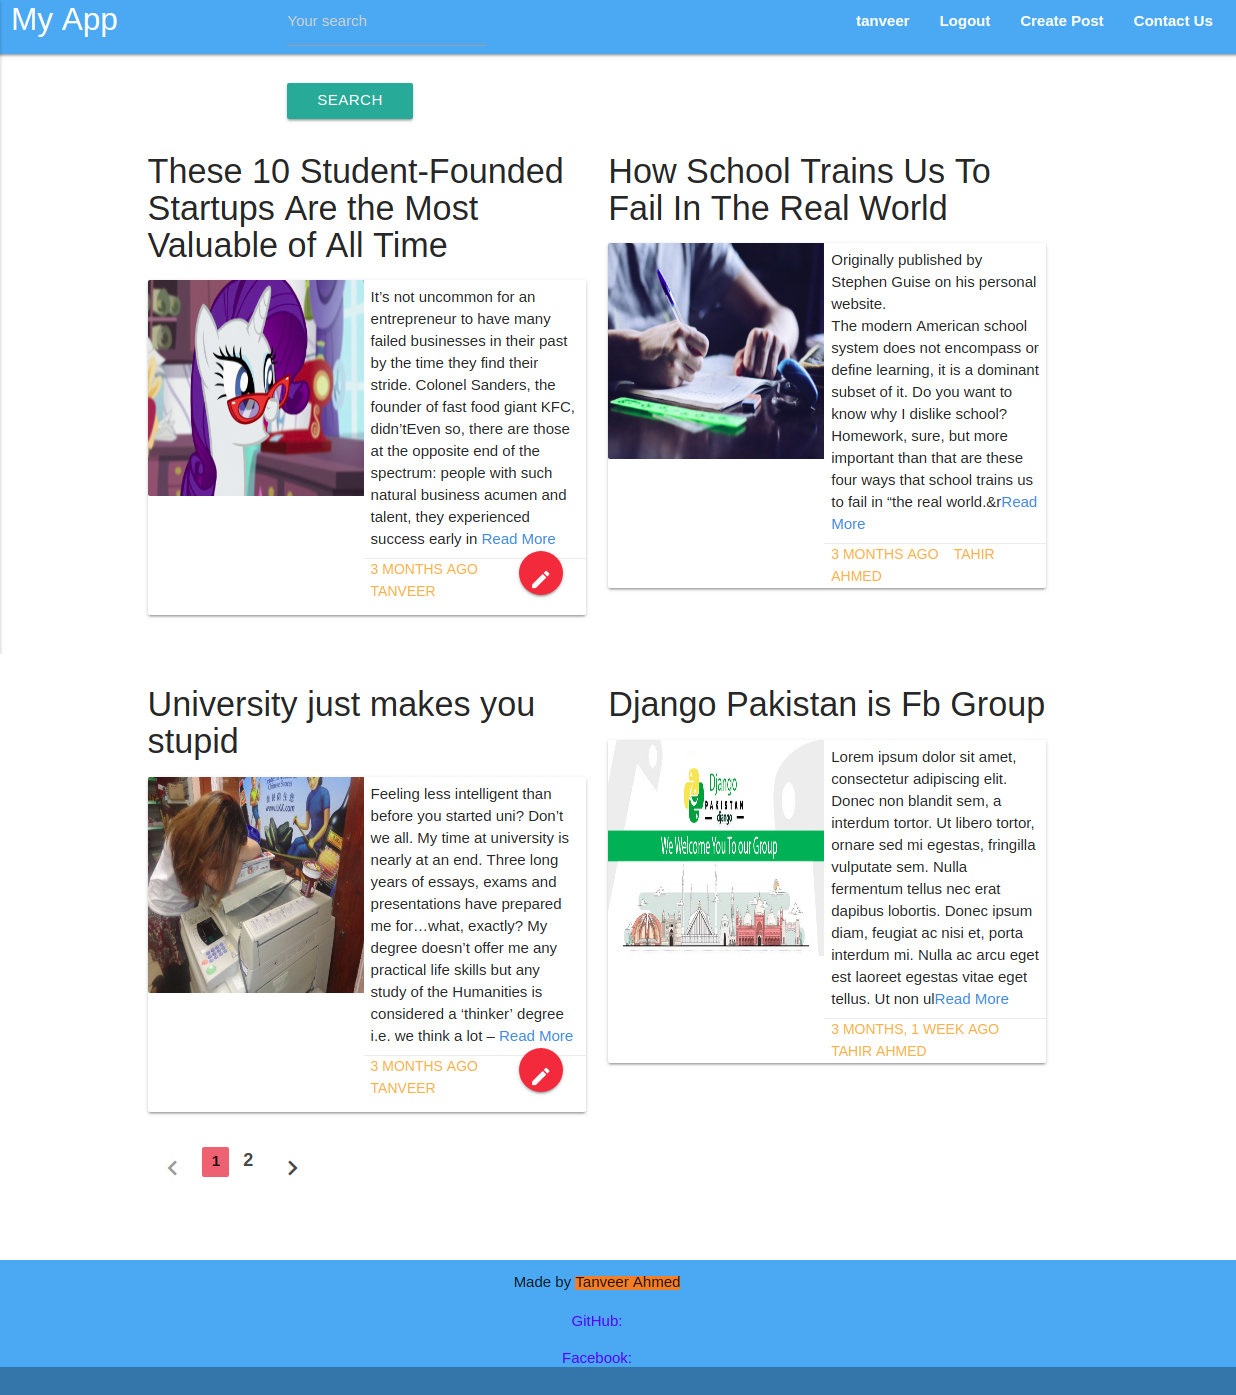 My App
Your search
tanveer Logout Create Post Contact Us
SEARCH
These 10 Student-Founded
Startups Are the Most
Valuable of All Time
It’s not uncommon for an
entrepreneur to have many
failed businesses in their past
by the time they find their
stride. Colonel Sanders, the
founder of fast food giant KFC,
didn’tEven so, there are those
at the opposite end of the
spectrum: people with such
natural business acumen and
talent, they experienced
success early in Read More
3 MONTHS AGO
TANVEER
How School Trains Us To
Fail In The Real World
Originally published by
Stephen Guise on his personal
website.
The modern American school
system does not encompass or
define learning, it is a dominant
subset of it. Do you want to
know why I dislike school?
Homework, sure, but more
important than that are these
four ways that school trains us
to fail in “the real world.&rRead
More
3 MONTHS AGO TAHIR
AHMED
University just makes you
stupid
Feeling less intelligent than
before you started uni? Don’t
we all. My time at university is
nearly at an end. Three long
years of essays, exams and
presentations have prepared
me for…what, exactly? My
degree doesn’t offer me any
practical life skills but any
study of the Humanities is
considered a ‘thinker’ degree
i.e. we think a lot – Read More
3 MONTHS AGO
TANVEER
Django Pakistan is Fb Group
Django
PAKISTAN
django
We Welcome You To our Group
Lorem ipsum dolor sit amet,
consectetur adipiscing elit.
Donec non blandit sem, a
interdum tortor. Ut libero tortor,
ornare sed mi egestas, fringilla
vulputate sem. Nulla
fermentum tellus nec erat
dapibus lobortis. Donec ipsum
diam, feugiat ac nisi et, porta
interdum mi. Nulla ac arcu eget
est laoreet egestas vitae eget
tellus. Ut non ulRead More
3 MONTHS, 1 WEEK AGO
TAHIR AHMED
1 2
Made by Tanveer Ahmed
GitHub:
Facebook: